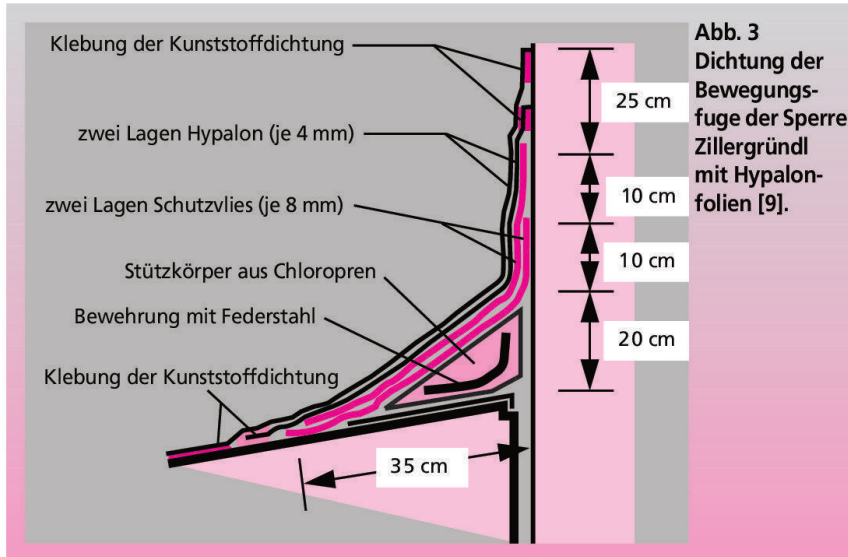 Klebung der Kunststoffdichtung
zwei Lagen Hypalon (je 4 mm)
zwei Lagen Schutzvlies (je 8 mm)
Stützkörper aus Chloropren
Bewehrung mit Federstahl
Klebung der Kunststoffdichtung
25 cm
10 cm
10 cm
20 cm
35 cm
Abb. 3
Dichtung der
Bewegungs-
fuge der Sperre
Zillergründl
mit Hypalon-
folien [9].